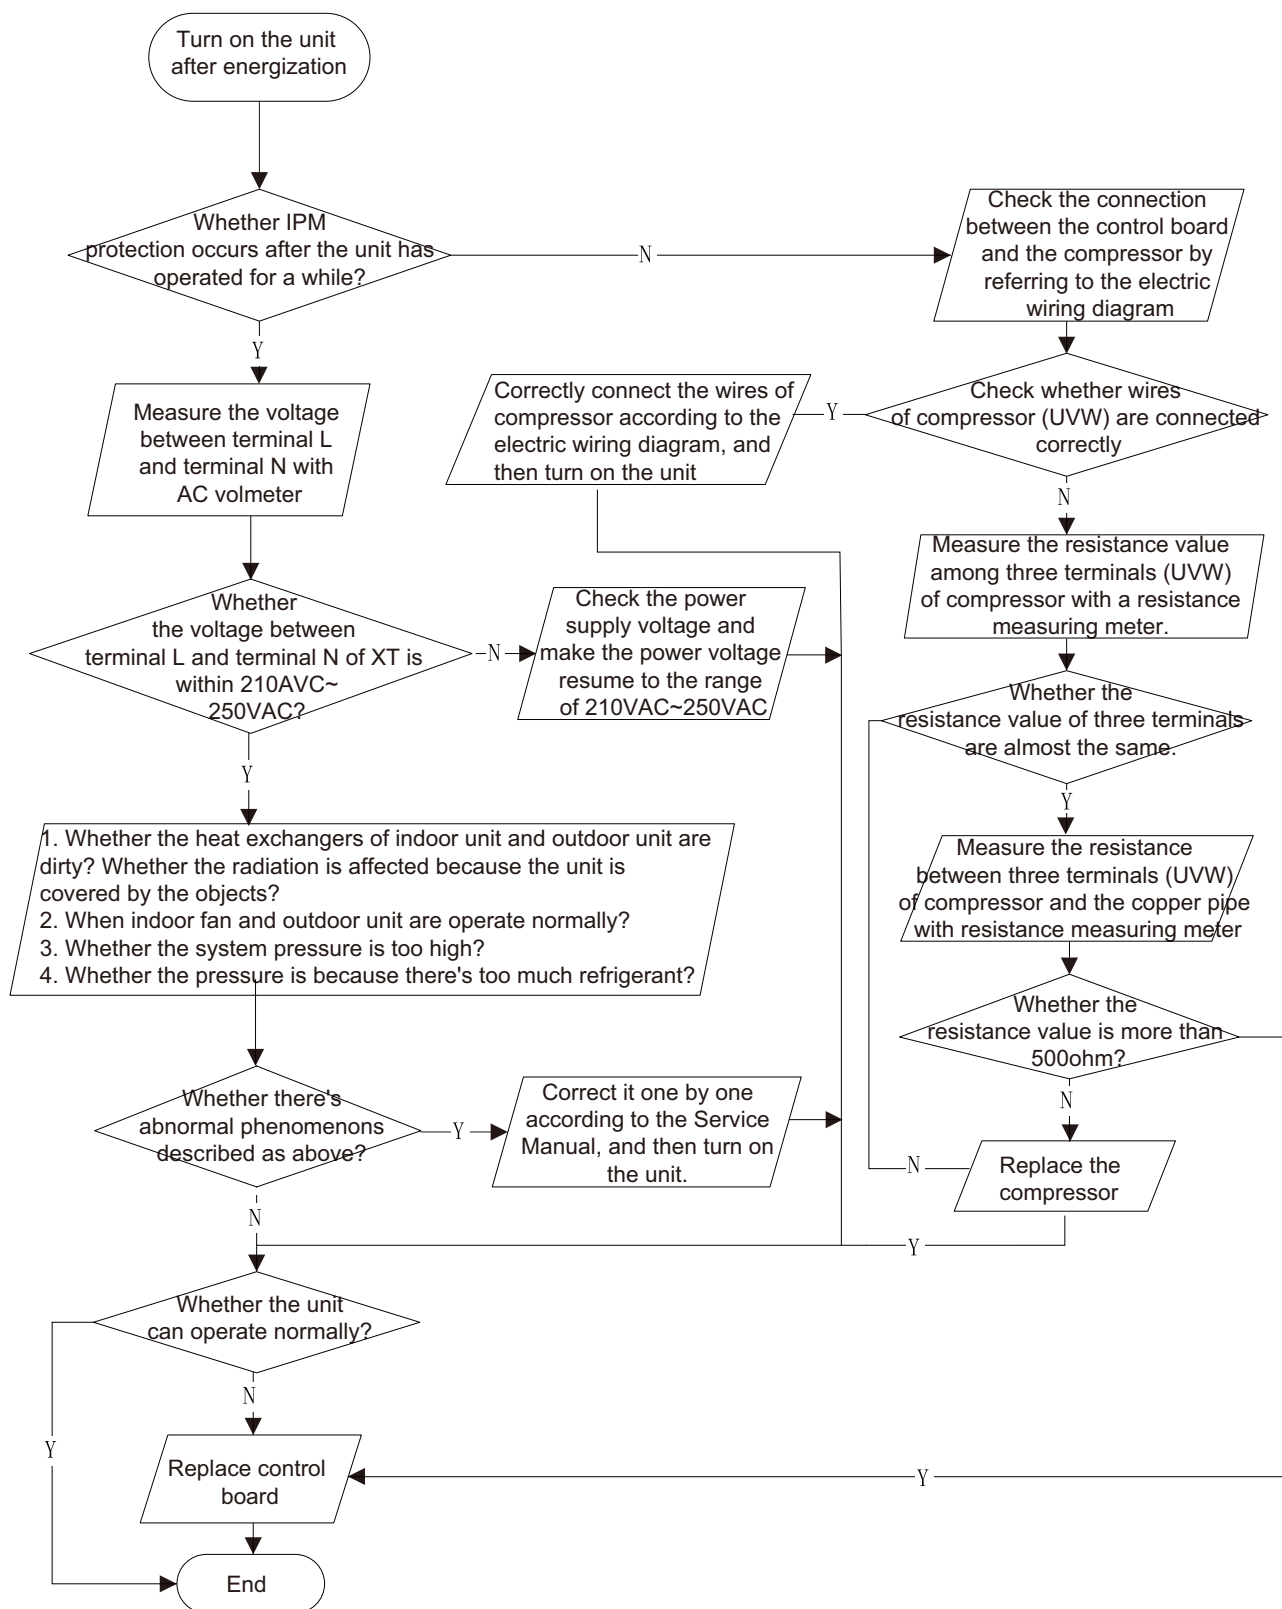 Turn on the unit
after energization
Whether IPM
protection occurs after the unit has
operated for a while?
N
Check the connection
between the control board
and the compressor by
referring to the electric
wiring diagram
Y
Measure the voltage
between terminal L
and terminal N with
AC volmeter
Correctly connect the wires of
compressor according to the
electric wiring diagram, and
then turn on the unit
Y
Check whether wires
of compressor (UVW) are connected
correctly
N
Measure the resistance value
among three terminals (UVW)
of compressor with a resistance
measuring meter.
Whether
the voltage between
terminal L and terminal N of XT is
within 210AVC~
250VAC?
N
Check the power
supply voltage and
make the power voltage
resume to the range
of 210VAC~250VAC
Whether the
resistance value of three terminals
are almost the same.
Y
Y
1. Whether the heat exchangers of indoor unit and outdoor unit are
dirty? Whether the radiation is affected because the unit is
covered by the objects?
2. When indoor fan and outdoor unit are operate normally?
3. Whether the system pressure is too high?
4. Whether the pressure is because there's too much refrigerant?
Measure the resistance
between three terminals (UVW)
of compressor and the copper pipe
with resistance measuring meter
Whether the
resistance value is more than
500ohm?
N
Whether there's
abnormal phenomenons
described as above?
Y
Correct it one by one
according to the Service
Manual, and then turn on
the unit.
N
Replace the
compressor
N
Y
Whether the unit
can operate normally?
N
Y
Replace control
board
Y
End